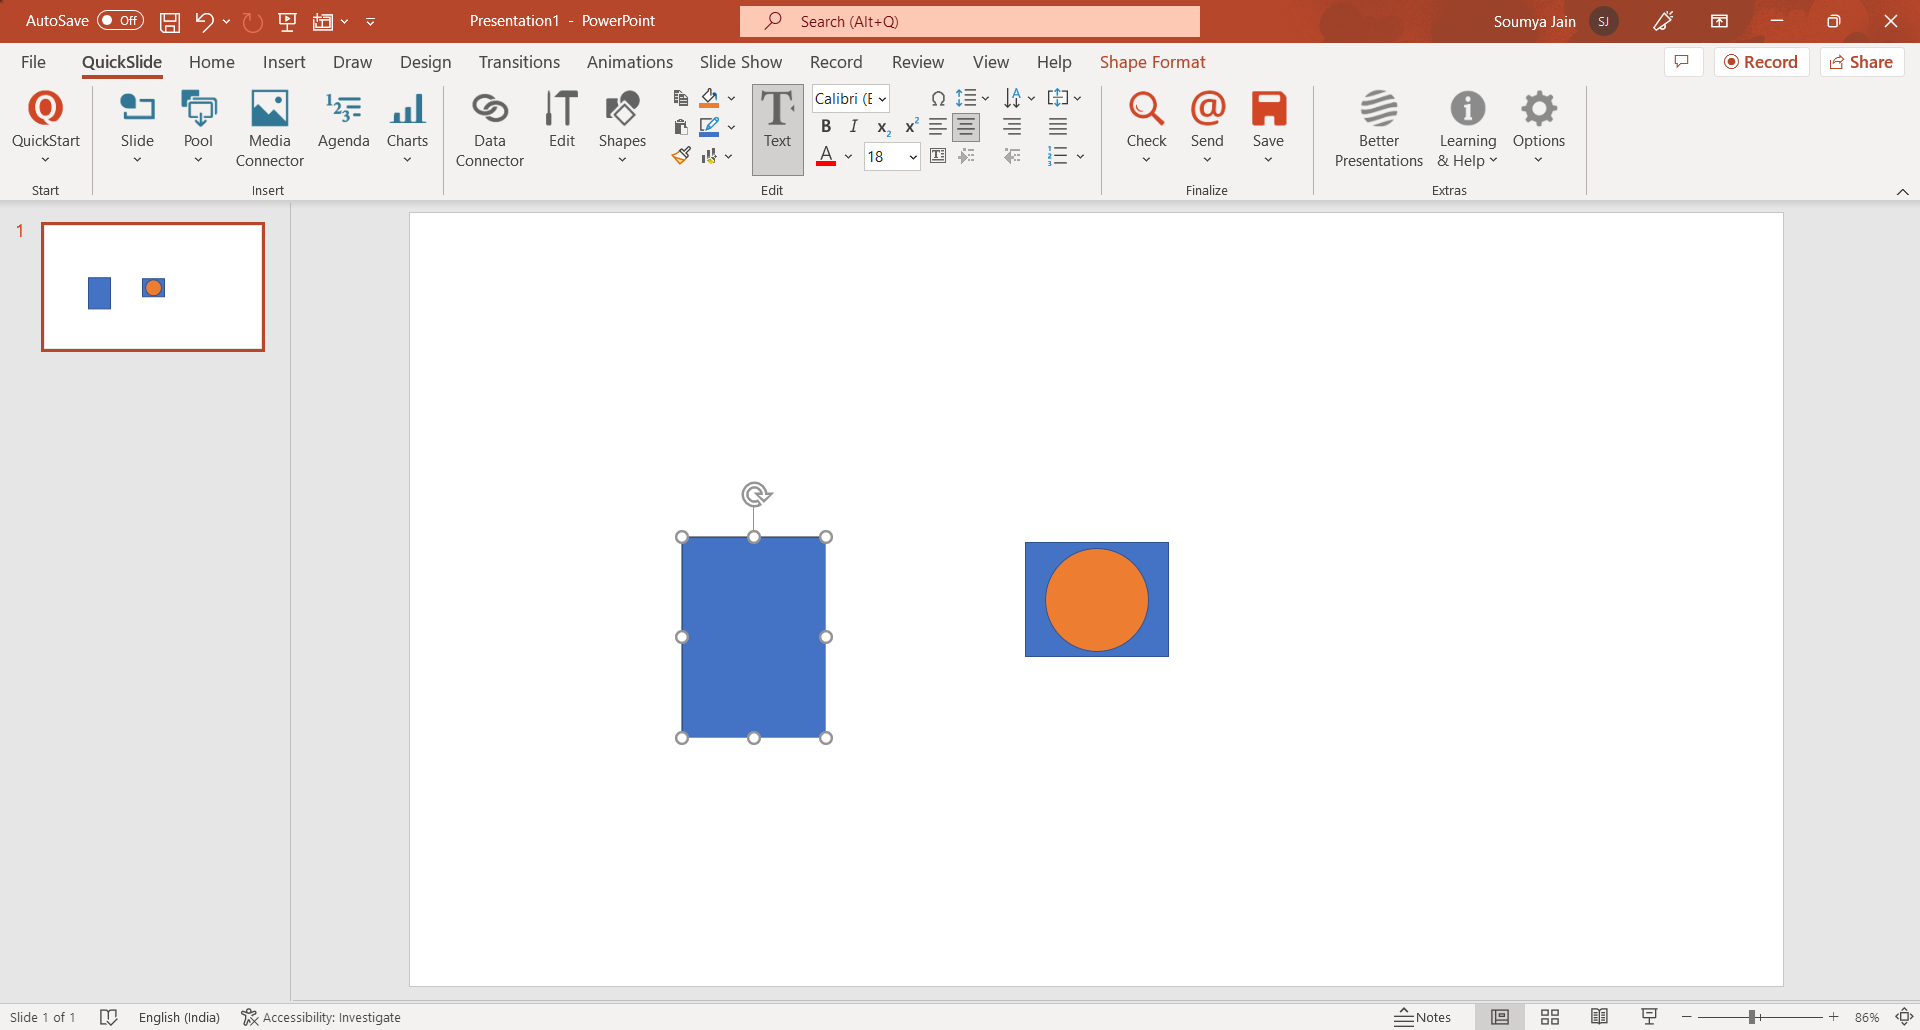 AutoSave Off Presentation1 - PowerPoint Search (Alt+Q) Soumya Jain SJ
File QuickSlide Home Insert Draw Design Transitions Animations Slide Show Record Review View Help Shape Format Record Share
QuickStart
Start
Slide
Pool
Media
Connector
Agenda
Charts
Insert
Data
Connector
Edit
Shapes
Text
Calibri (E
B I x₂ x²
A 18
Edit
Check
Send
Save
Finalize
Better
Presentations
Learning
& Help
Options
Extras
1
Slide 1 of 1 English (India) Accessibility: Investigate Notes 86%